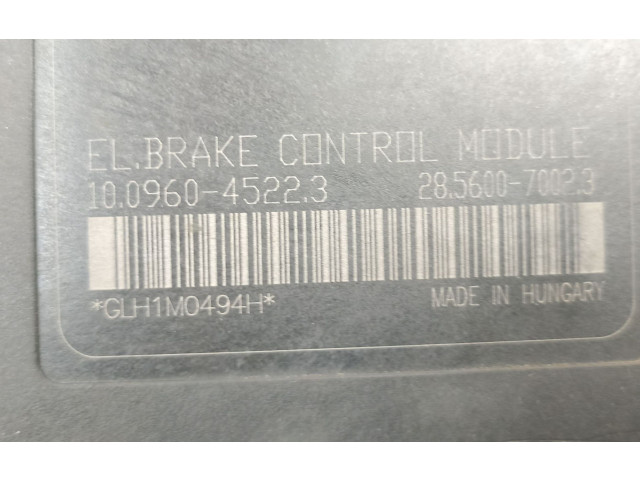 EL.BRAKE CONTROL MODULE
10.0960-4522.3 28.5600-7002.3
*GLH1M0494H* MADE IN HUNGARY